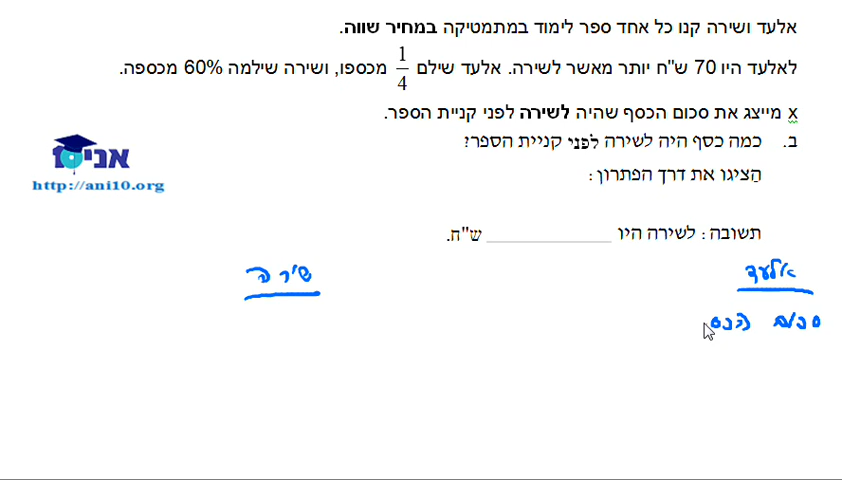 אלעד ושירה קנו כל אחד ספר לימוד במתמטיקה במחיר שווה.
לאלעד היו 70 ש"ח יותר מאשר לשירה. אלעד שילם 1/4 מכספו, ושירה שילמה 60% מכספה.
x מייצג את סכום הכסף שהיה לשירה לפני קניית הספר.
ב. כמה כסף היה לשירה לפני קניית הספר?
הציגו את דרך הפתרון:
אני10
http://ani10.org
תשובה: לשירה היו ____________ ש"ח.
אלעד
שירה
סכום הכס